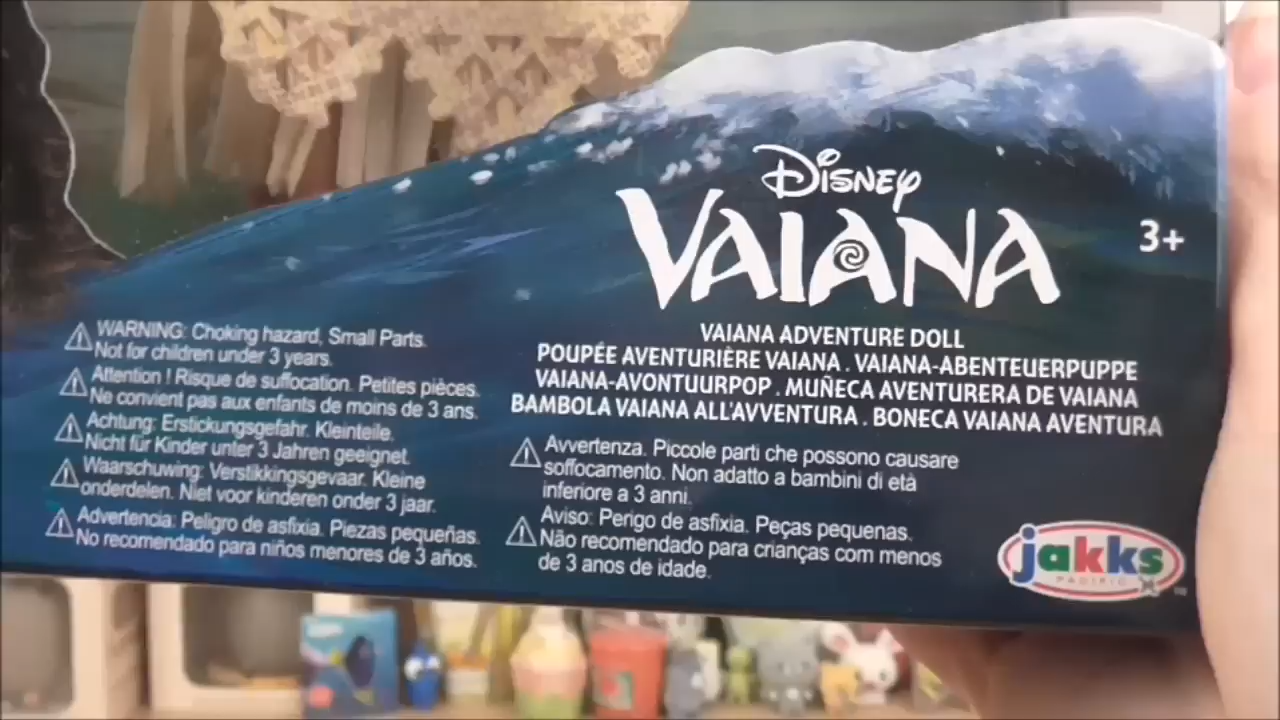 DISNEY
VAIANA
3+
VAIANA ADVENTURE DOLL
POUPÉE AVENTURIÈRE VAIANA . VAIANA-ABENTEUERPUPPE
VAIANA-AVONTUURPOP . MUÑECA AVENTURERA DE VAIANA
BAMBOLA VAIANA ALL'AVVENTURA . BONECA VAIANA AVENTURA
WARNING: Choking hazard, Small Parts.
Not for children under 3 years.
Attention ! Risque de suffocation. Petites pièces.
Ne convient pas aux enfants de moins de 3 ans.
Achtung: Erstickungsgefahr. Kleinteile.
Nicht für Kinder unter 3 Jahren geeignet.
Waarschuwing: Verstikkingsgevaar. Kleine
onderdelen. Niet voor kinderen onder 3 jaar.
Advertencia: Peligro de asfixia. Piezas pequeñas.
No recomendado para niños menores de 3 años.
Avvertenza. Piccole parti che possono causare
soffocamento. Non adatto a bambini di età
inferiore a 3 anni.
Aviso: Perigo de asfixia. Peças pequenas.
Não recomendado para crianças com menos
de 3 anos de idade.
jakks
PACIFIC
TM